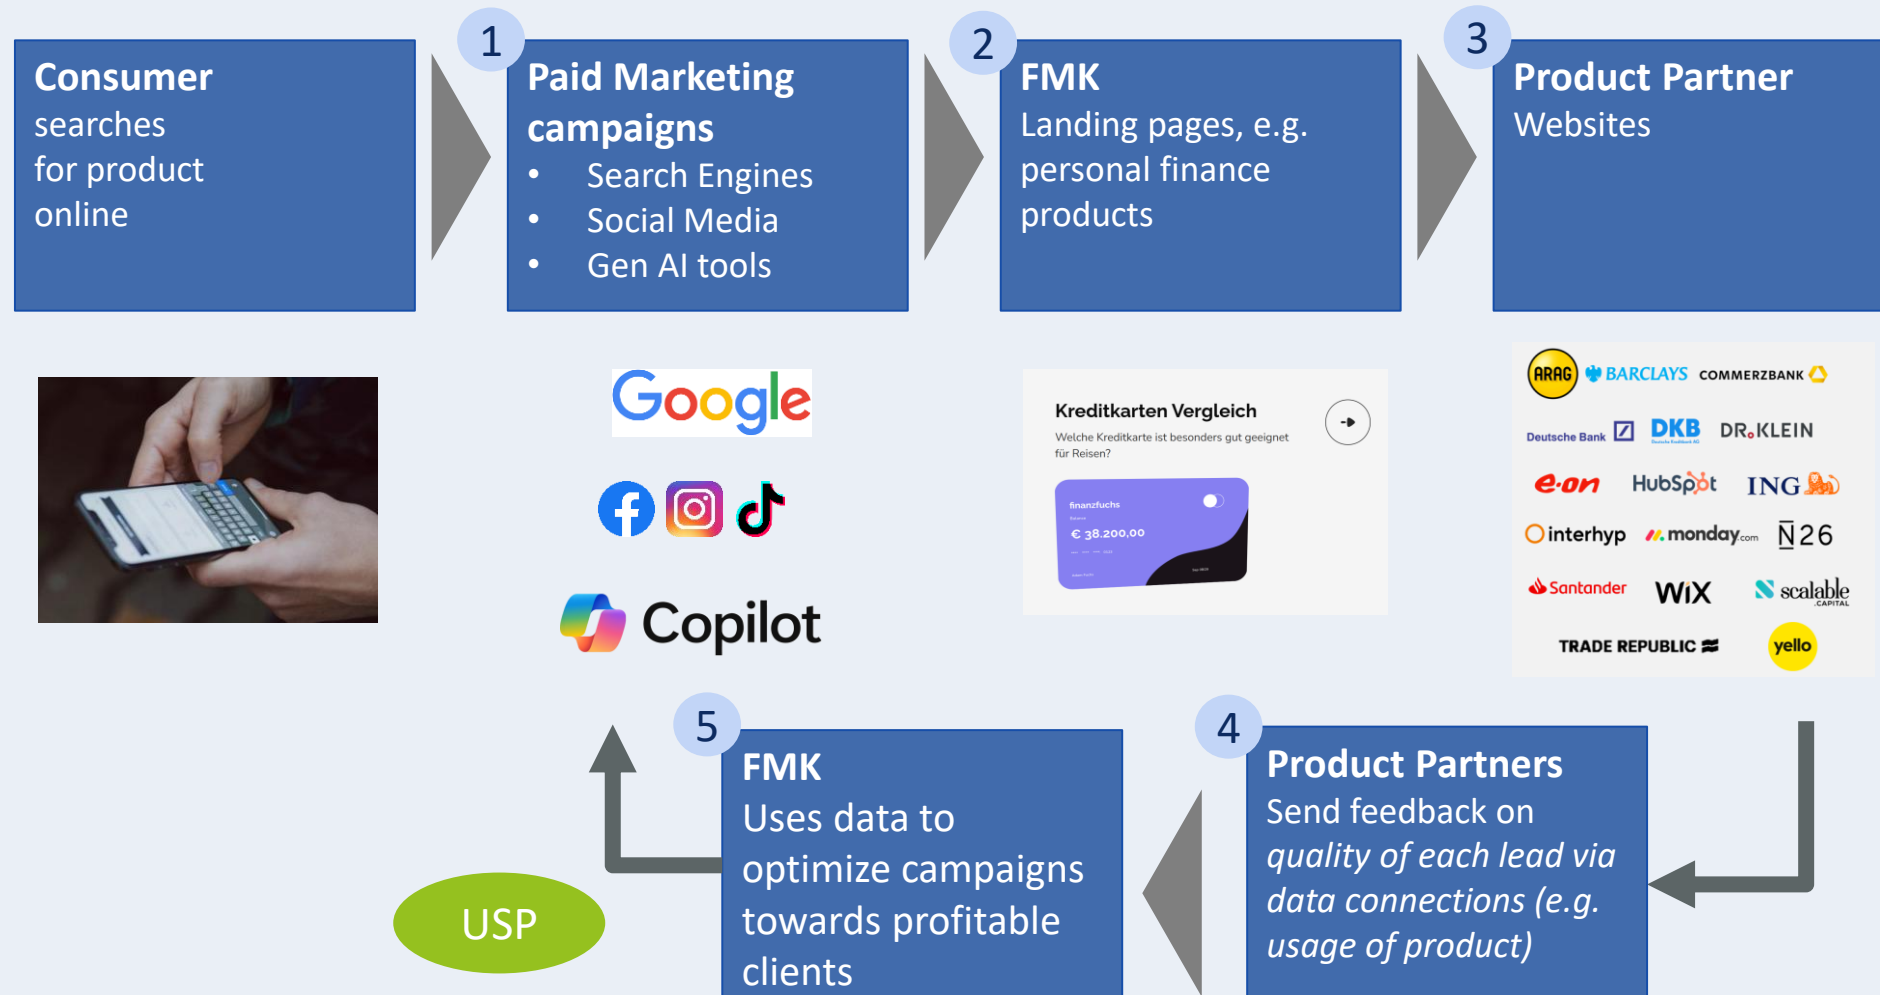 1
Consumer
searches
for product
online
Paid Marketing
campaigns
• Search Engines
• Social Media
• Gen AI tools
2
FMK
Landing pages, e.g.
personal finance
products
3
Product Partner
Websites
Google
Copilot
Kreditkarten Vergleich
Welche Kreditkarte ist besonders gut geeignet
für Reisen?
finanzfuchs
Balance
€ 38.200,00
ARAG BARCLAYS COMMERZBANK
Deutsche Bank DKB DR.KLEIN
Deutsche Kreditbank AG
e·on HubSpot ING
interhyp monday.com N26
Santander WiX scalable
.CAPITAL
TRADE REPUBLIC yello
5
FMK
Uses data to
optimize campaigns
towards profitable
clients
4
Product Partners
Send feedback on
quality of each lead via
data connections (e.g.
usage of product)
USP